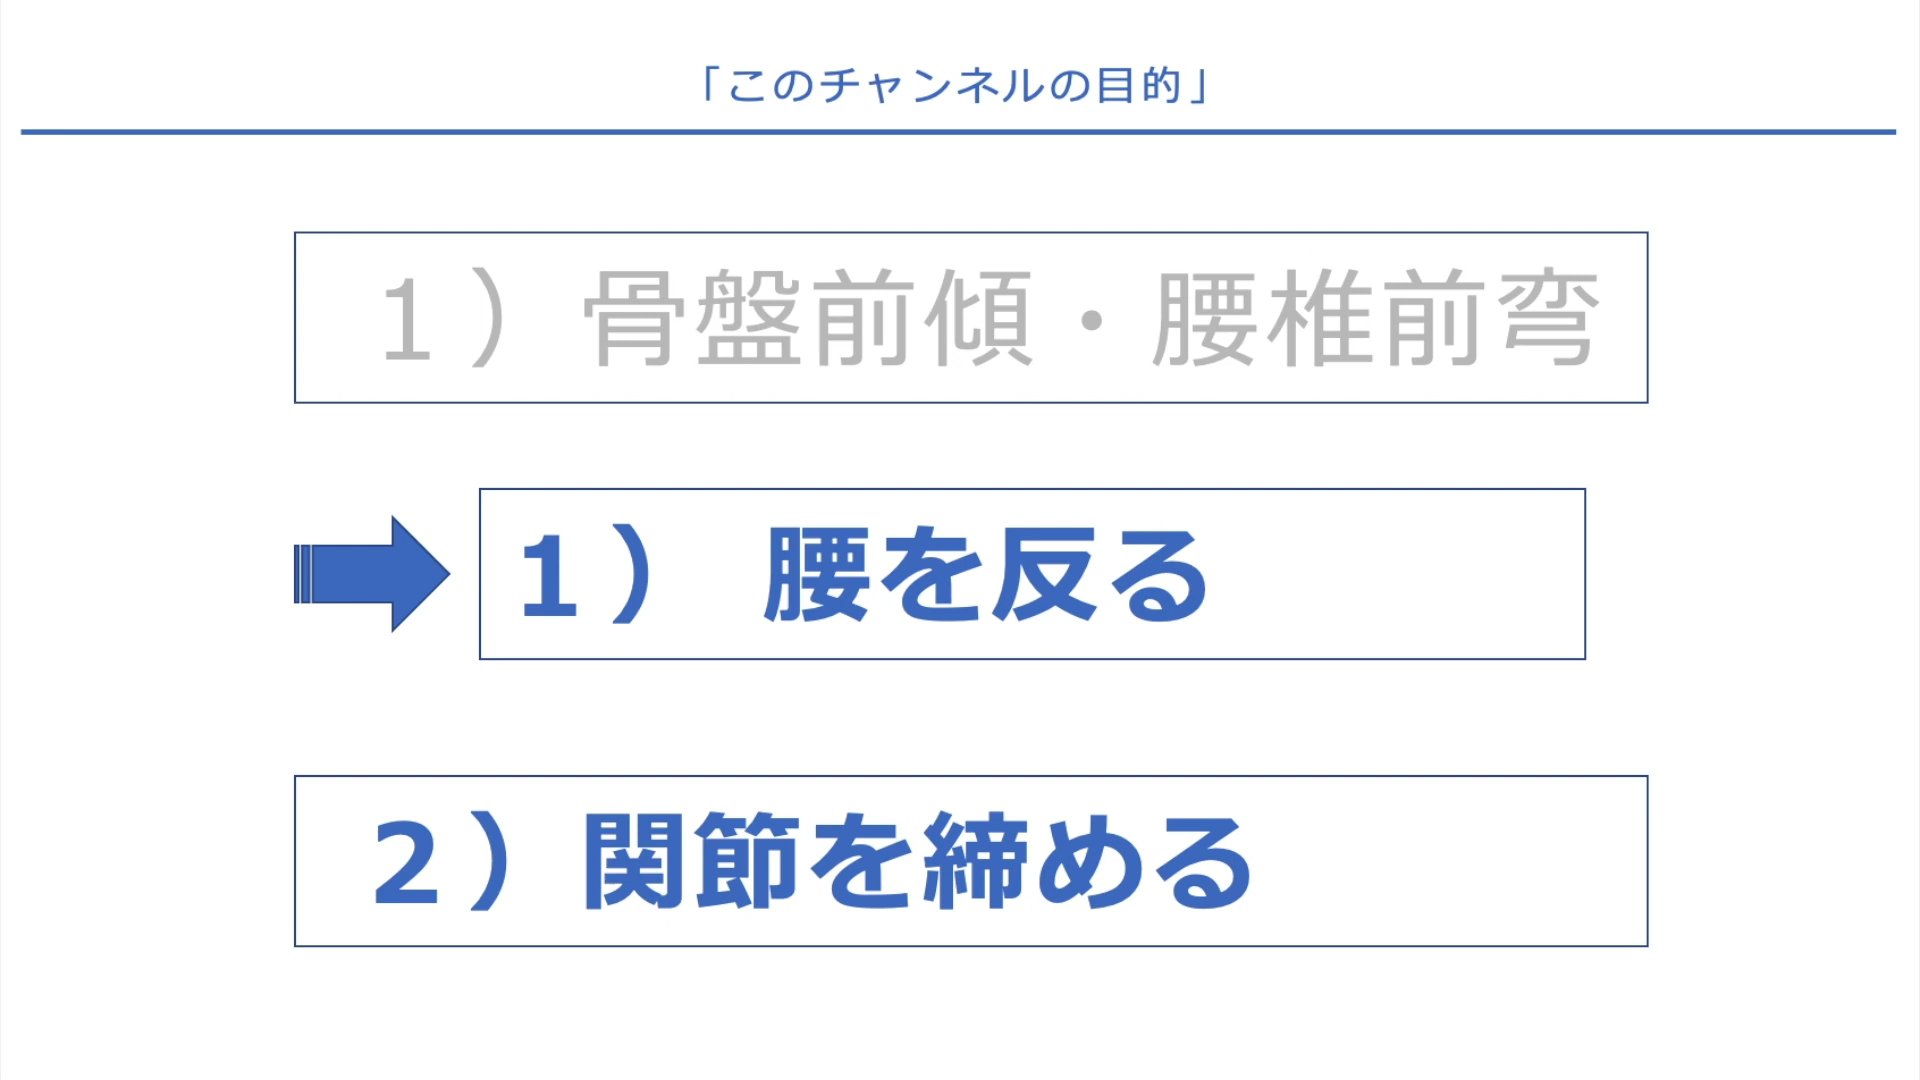 「このチャンネルの目的」
１）骨盤前傾・腰椎前弯
１）　腰を反る
２）関節を締める